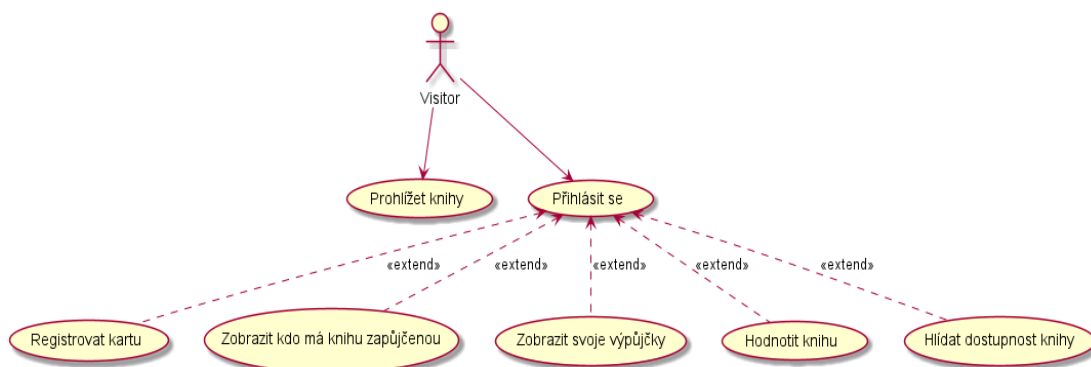 Visitor
Prohlížet knihy
Přihlásit se
«extend»
«extend»
«extend»
«extend»
«extend»
Registrovat kartu
Zobrazit kdo má knihu zapůjčenou
Zobrazit svoje výpůjčky
Hodnotit knihu
Hlídat dostupnost knihy